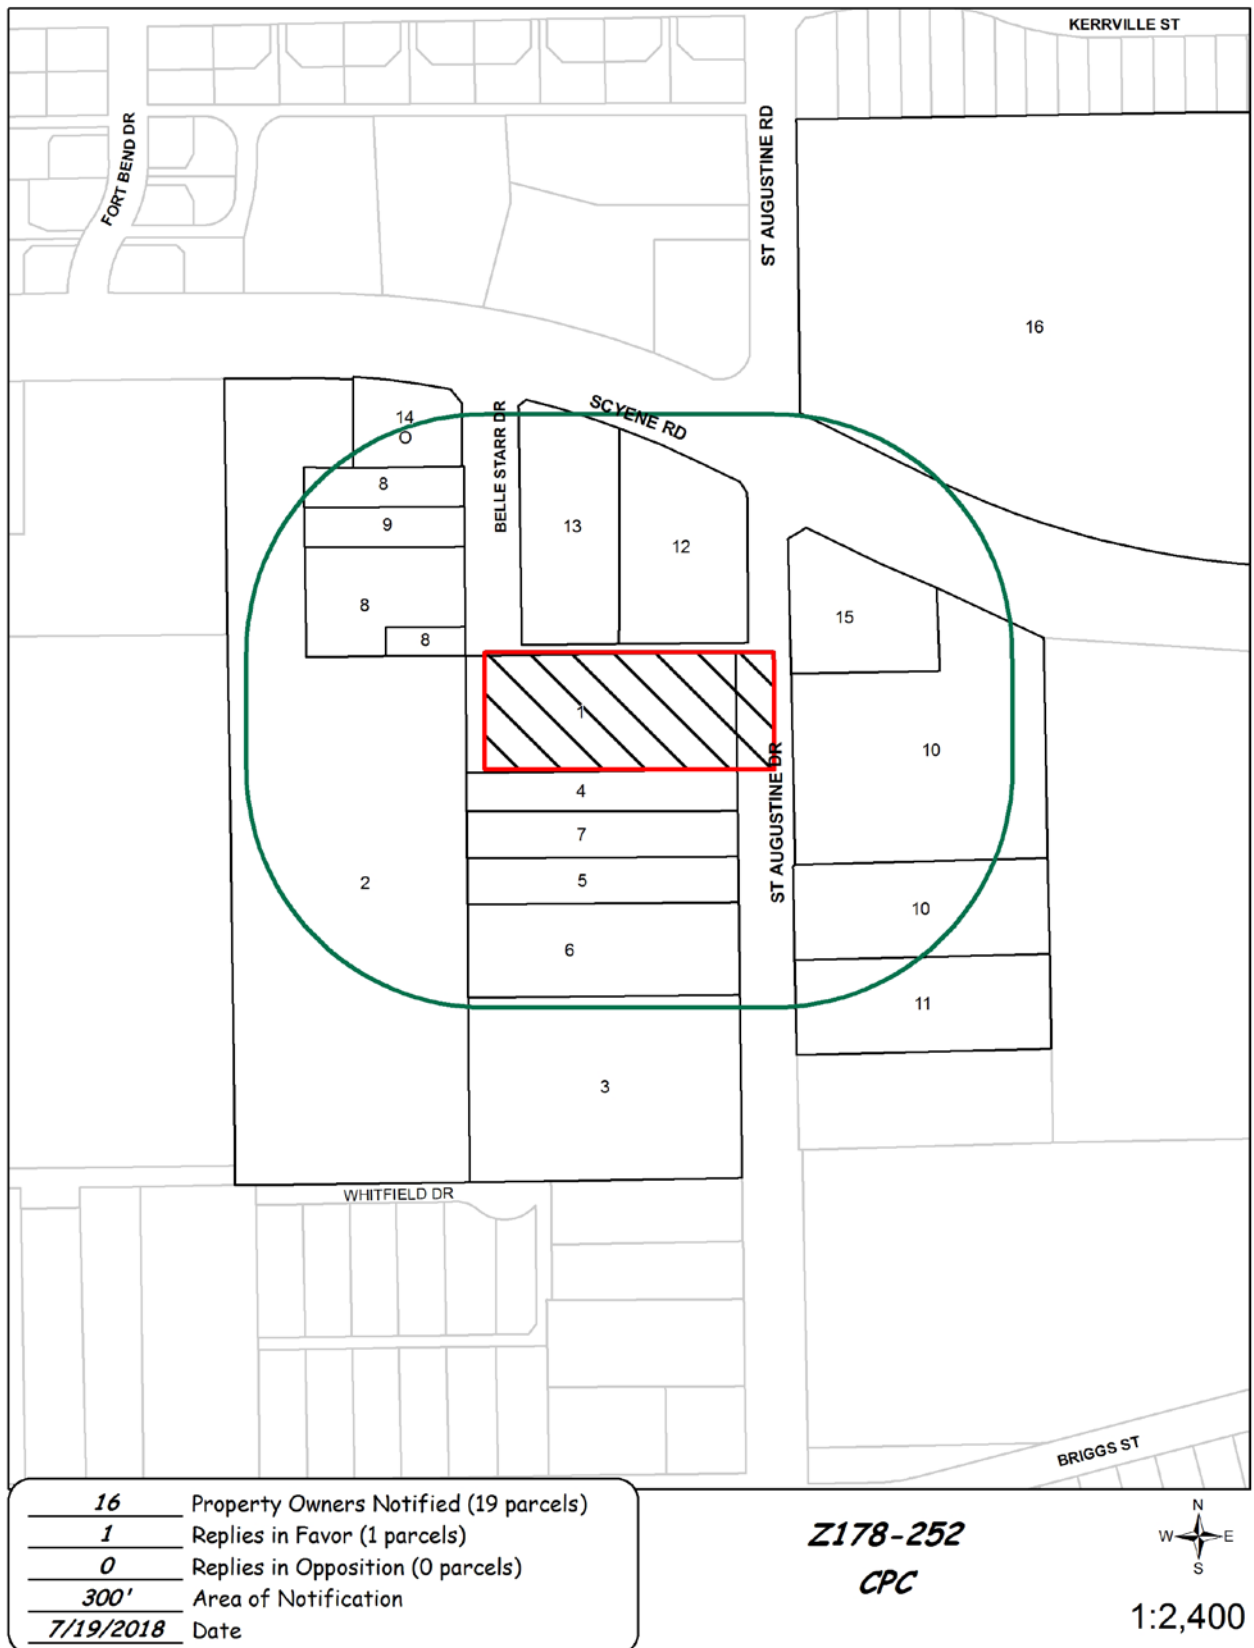 KERRVILLE ST
FORT BEND DR
ST AUGUSTINE RD
16
SCYENE RD
14
O
BELLE STARR DR
8
9
13
12
8
8
15
1
10
ST AUGUSTINE DR
4
7
5
2
10
6
11
3
WHITFIELD DR
BRIGGS ST
16 Property Owners Notified (19 parcels)
1 Replies in Favor (1 parcels)
0 Replies in Opposition (0 parcels)
300' Area of Notification
7/19/2018 Date
Z178-252
CPC
N
W E
S
1:2,400